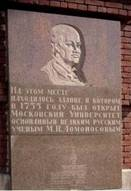 На этом месте
находилось здание в котором
в 1755 году был открыт
Московский университет
основанный великим русским
ученым М.В.Ломоносовым